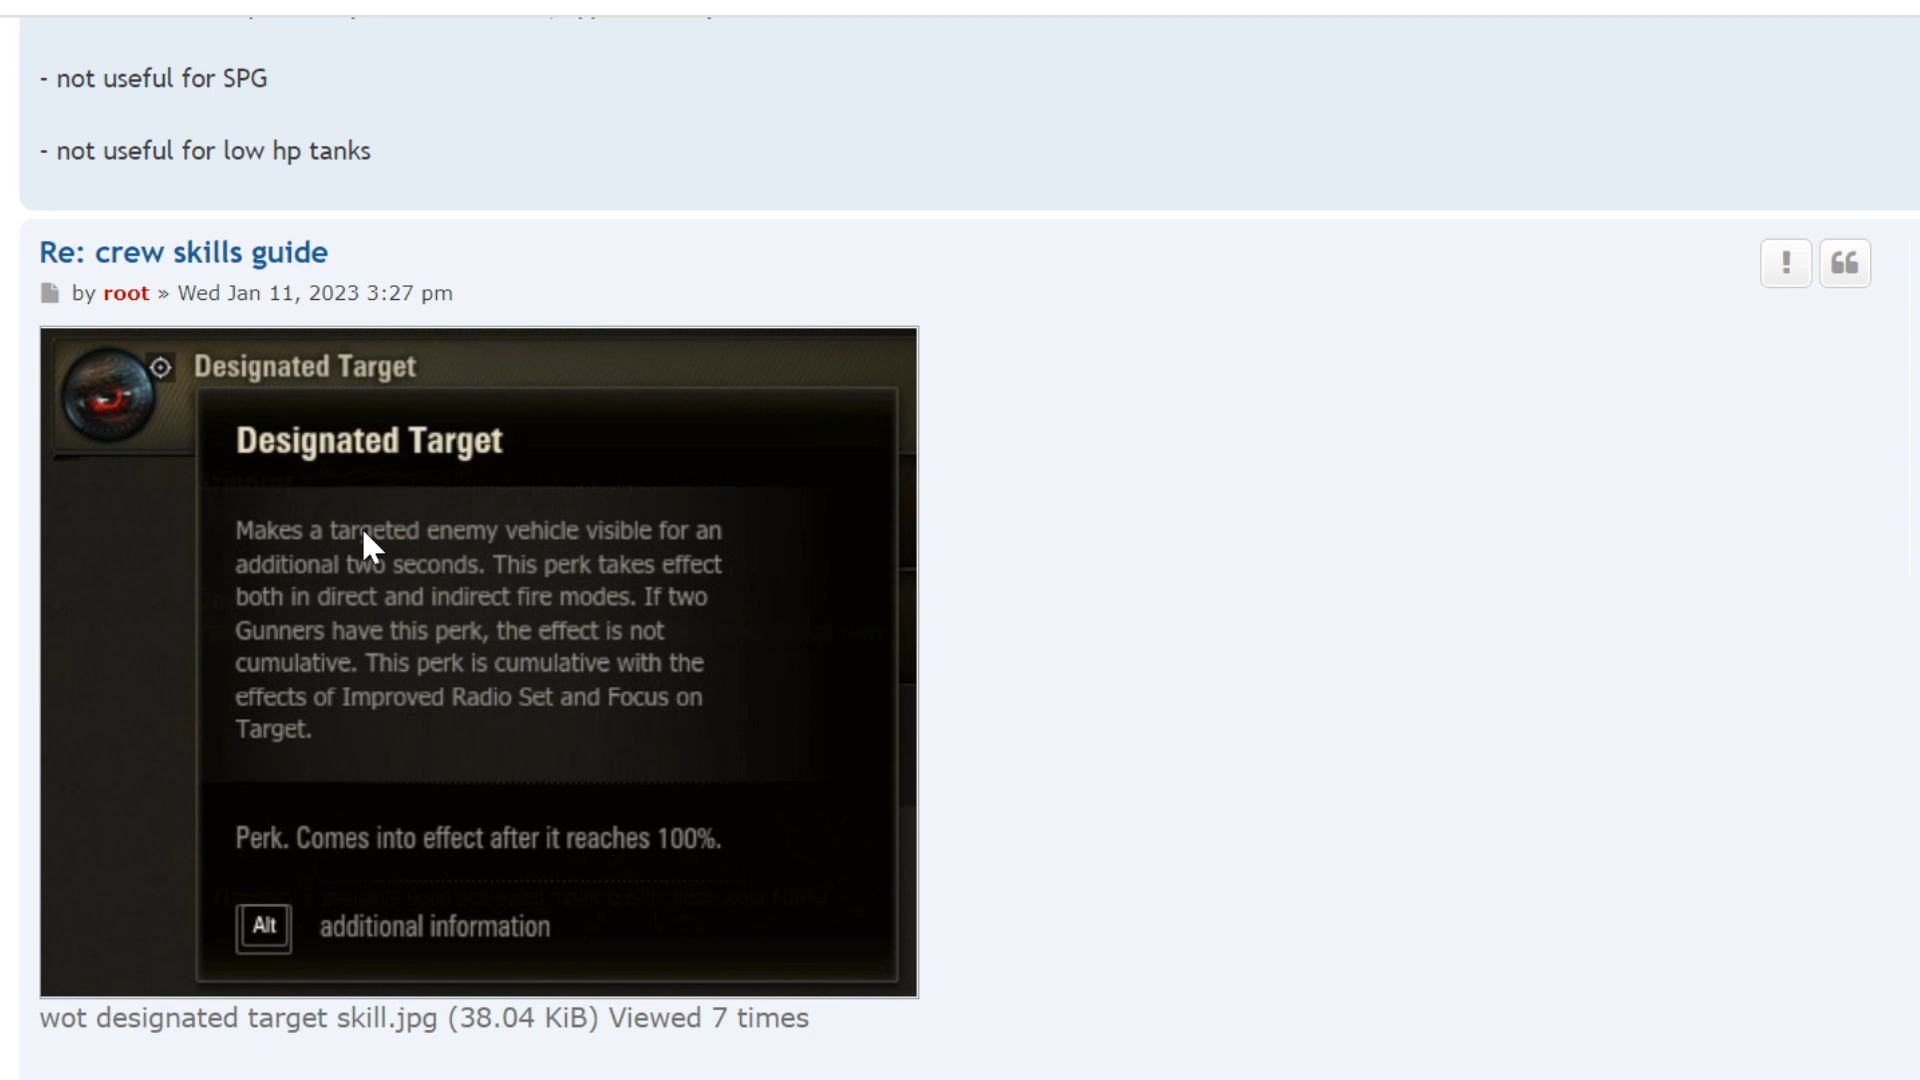 - not useful for SPG
- not useful for low hp tanks
Re: crew skills guide
by root » Wed Jan 11, 2023 3:27 pm
Designated Target
Designated Target
Makes a targeted enemy vehicle visible for an
additional two seconds. This perk takes effect
both in direct and indirect fire modes. If two
Gunners have this perk, the effect is not
cumulative. This perk is cumulative with the
effects of Improved Radio Set and Focus on
Target.
Perk. Comes into effect after it reaches 100%.
Alt additional information
wot designated target skill.jpg (38.04 KiB) Viewed 7 times